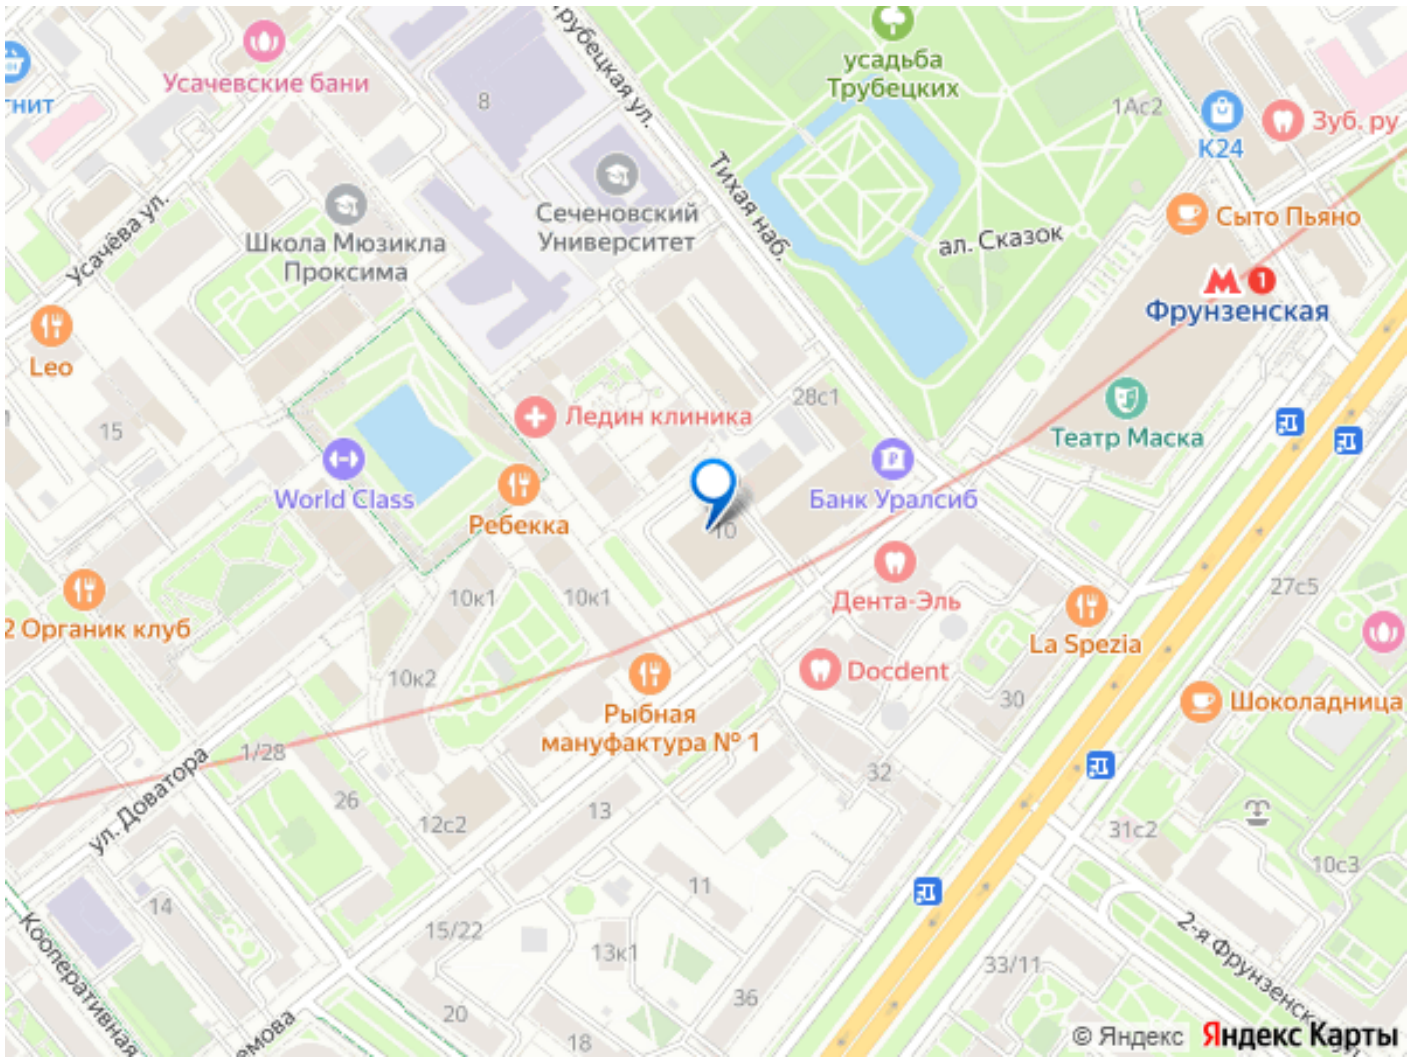 Усачевские бани
гнит
Трубецкая ул.
8
усадьба
Трубецких
1Ас2
К24
Зуб. ру
Усачёва ул.
Школа Мюзикла
Проксима
Сеченовский
Университет
Тихая наб.
ал. Сказок
Сыто Пьяно
М 1
Фрунзенская
Leo
15
World Class
Ледин клиника
Ребекка
28с1
Банк Уралсиб
Театр Маска
10
2 Органик клуб
10к1
10к1
10к2
Дента-Эль
Docdent
La Spezia
27с5
30
Шоколадница
Рыбная
мануфактура № 1
1/28
ул. Доватора
26
12с2
13
32
31с2
10с3
14
11
15/22
13к1
33/11
2-я Фрунзенск
Кооперативная
емова
20
18
36
© Яндекс Яндекс Карты